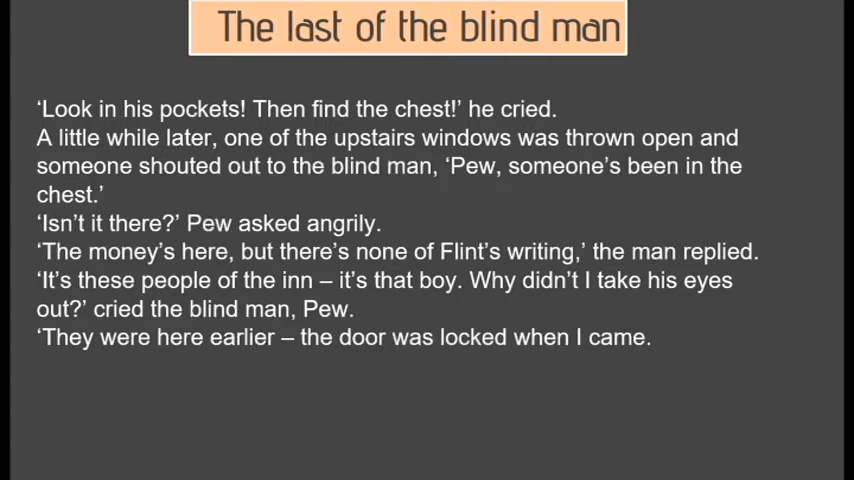 The last of the blind man
‘Look in his pockets! Then find the chest!’ he cried.
A little while later, one of the upstairs windows was thrown open and
someone shouted out to the blind man, ‘Pew, someone’s been in the
chest.’
‘Isn’t it there?’ Pew asked angrily.
‘The money’s here, but there’s none of Flint’s writing,’ the man replied.
‘It’s these people of the inn – it’s that boy. Why didn’t I take his eyes
out?’ cried the blind man, Pew.
‘They were here earlier – the door was locked when I came.